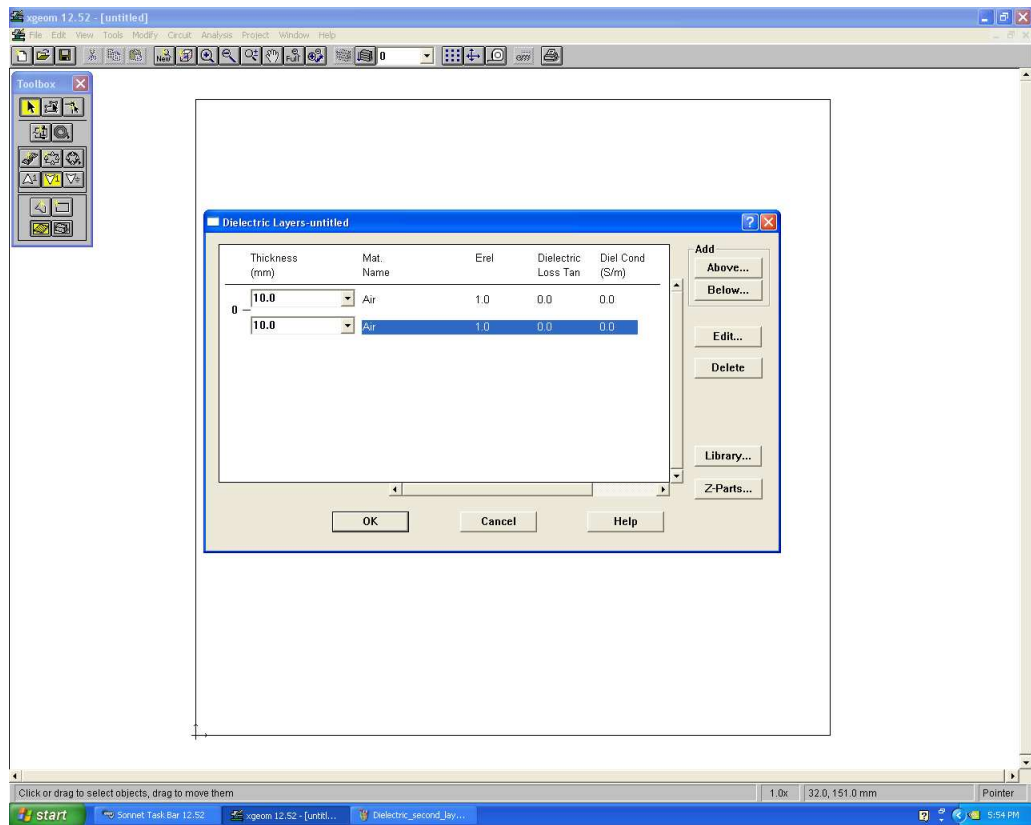 xgeom 12.52 - [untitled]
File Edit View Tools Modify Circuit Analysis Project Window Help
New Full 0
Toolbox
Dielectric Layers-untitled
Thickness (mm) Mat. Name Erel Dielectric Loss Tan Diel Cond (S/m)
10.0 Air 1.0 0.0 0.0
0
10.0 Air 1.0 0.0 0.0
Add
Above...
Below...
Edit...
Delete
Library...
Z-Parts...
OK Cancel Help
Click or drag to select objects, drag to move them 1.0x 32.0, 151.0 mm Pointer
start Sonnet Task Bar 12.52 xgeom 12.52 - [untitl... Dielectric_second_lay... 5:54 PM